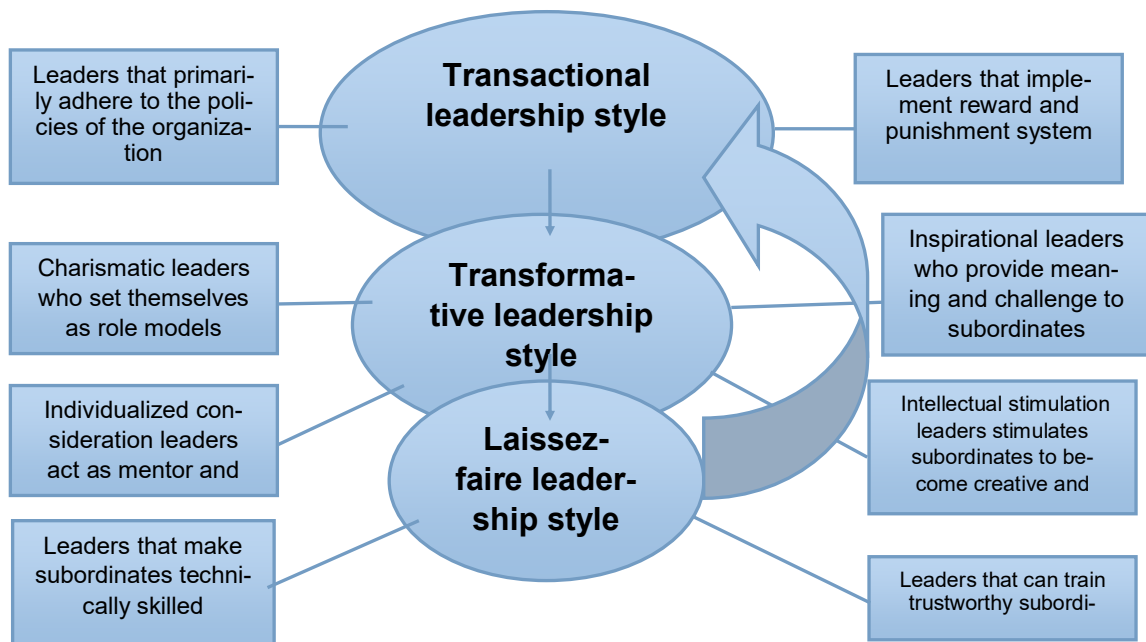 Leaders that primari-
ly adhere to the poli-
cies of the organiza-
tion
Transactional
leadership style
Leaders that imple-
ment reward and
punishment system
Charismatic leaders
who set themselves
as role models
Transforma-
tive leadership
style
Inspirational leaders
who provide mean-
ing and challenge to
subordinates
Individualized con-
sideration leaders
act as mentor and
Intellectual stimulation
leaders stimulates
subordinates to be-
come creative and
Laissez-
faire leader-
ship style
Leaders that make
subordinates techni-
cally skilled
Leaders that can train
trustworthy subordi-